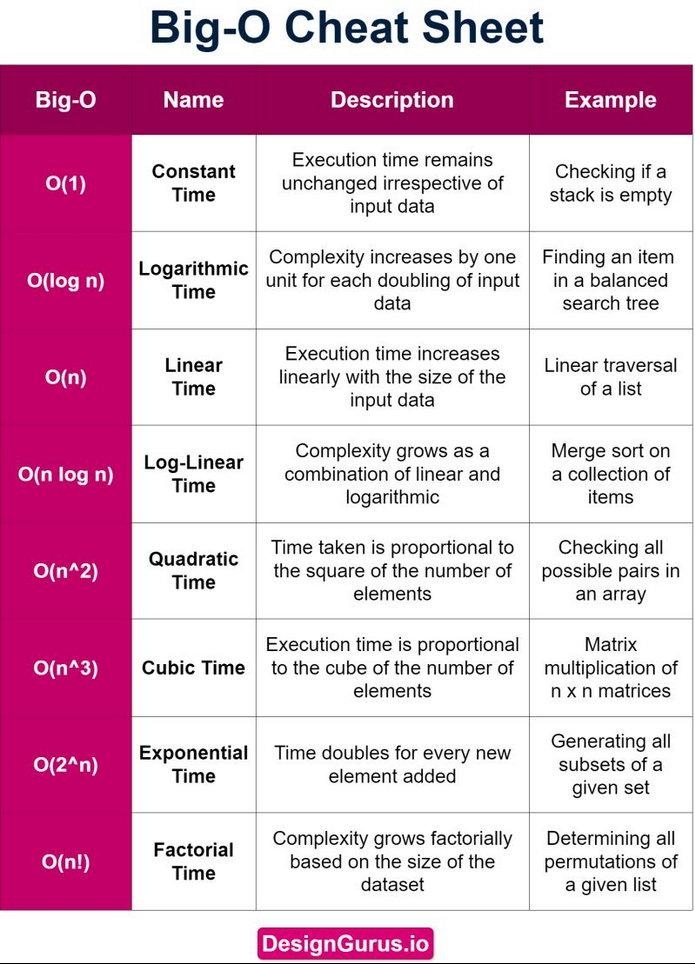 Big-O Cheat Sheet
Big-O Name Description Example
O(1)
Constant
Time
Execution time remains
unchanged irrespective of
input data
Checking if a
stack is empty
O(log n)
Logarithmic
Time
Complexity increases by one
unit for each doubling of input
data
Finding an item
in a balanced
search tree
O(n)
Linear
Time
Execution time increases
linearly with the size of the
input data
Linear traversal
of a list
O(n log n)
Log-Linear
Time
Complexity grows as a
combination of linear and
logarithmic
Merge sort on
a collection of
items
O(n^2)
Quadratic
Time
Time taken is proportional to
the square of the number of
elements
Checking all
possible pairs in
an array
O(n^3)
Cubic Time
Execution time is proportional
to the cube of the number of
elements
Matrix
multiplication of
n x n matrices
O(2^n)
Exponential
Time
Time doubles for every new
element added
Generating all
subsets of a
given set
O(n!)
Factorial
Time
Complexity grows factorially
based on the size of the
dataset
Determining all
permutations of
a given list
DesignGurus.io